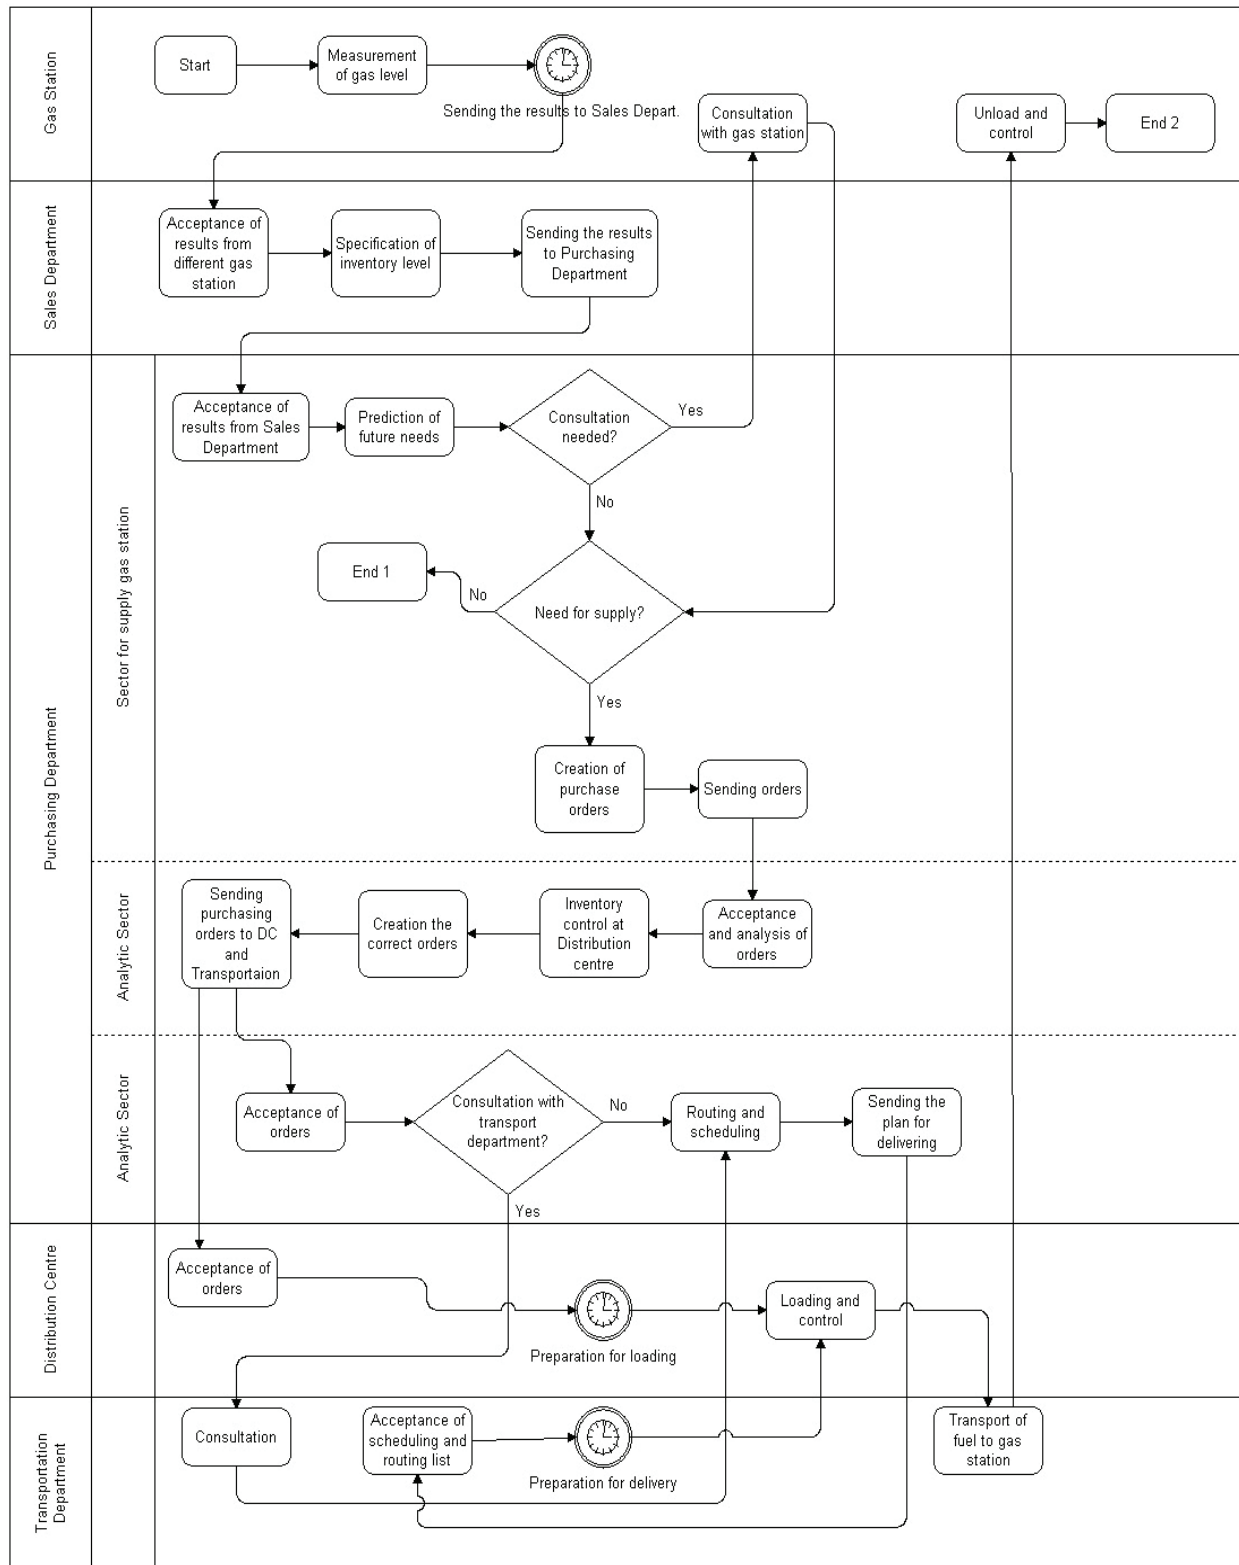 Gas Station
Start
Measurement
of gas level
Sending the results to Sales Depart.
Consultation
with gas station
Unload and
control
End 2
Sales Department
Acceptance of
results from
different gas
station
Specification of
inventory level
Sending the results
to Purchasing
Department
Purchasing Department
Sector for supply gas station
Acceptance of
results from Sales
Department
Prediction of
future needs
Consultation
needed?
Yes
No
End 1
No
Need for supply?
Yes
Creation of
purchase
orders
Sending orders
Analytic Sector
Sending
purchasing
orders to DC
and
Transportaion
Creation the
correct orders
Inventory
control at
Distribution
centre
Acceptance
and analysis of
orders
Analytic Sector
Acceptance of
orders
Consultation with
transport
department?
No
Yes
Routing and
scheduling
Sending the
plan for
delivering
Distribution Centre
Acceptance of
orders
Preparation for loading
Loading and
control
Transportation
Department
Consultation
Acceptance of
scheduling and
routing list
Preparation for delivery
Transport of
fuel to gas
station